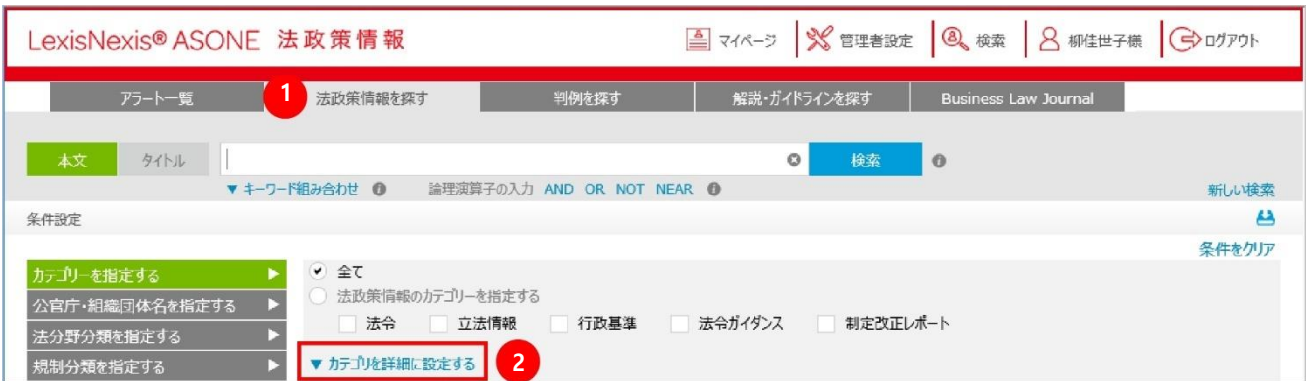 LexisNexis® ASONE 法政策情報 マイページ 管理者設定 検索 柳佳世子様 ログアウト
アラート一覧 1 法政策情報を探す 判例を探す 解説・ガイドラインを探す Business Law Journal
本文 タイトル 検索
▼ キーワード組み合わせ 論理演算子の入力 AND OR NOT NEAR 新しい検索
条件設定
条件をクリア
カテゴリーを指定する ▶ 全て
公官庁・組織団体名を指定する ▶ 法政策情報のカテゴリーを指定する
法分野分類を指定する ▶ 法令 立法情報 行政基準 法令ガイダンス 制定改正レポート
規制分類を指定する ▶ ▼ カテゴリを詳細に設定する 2